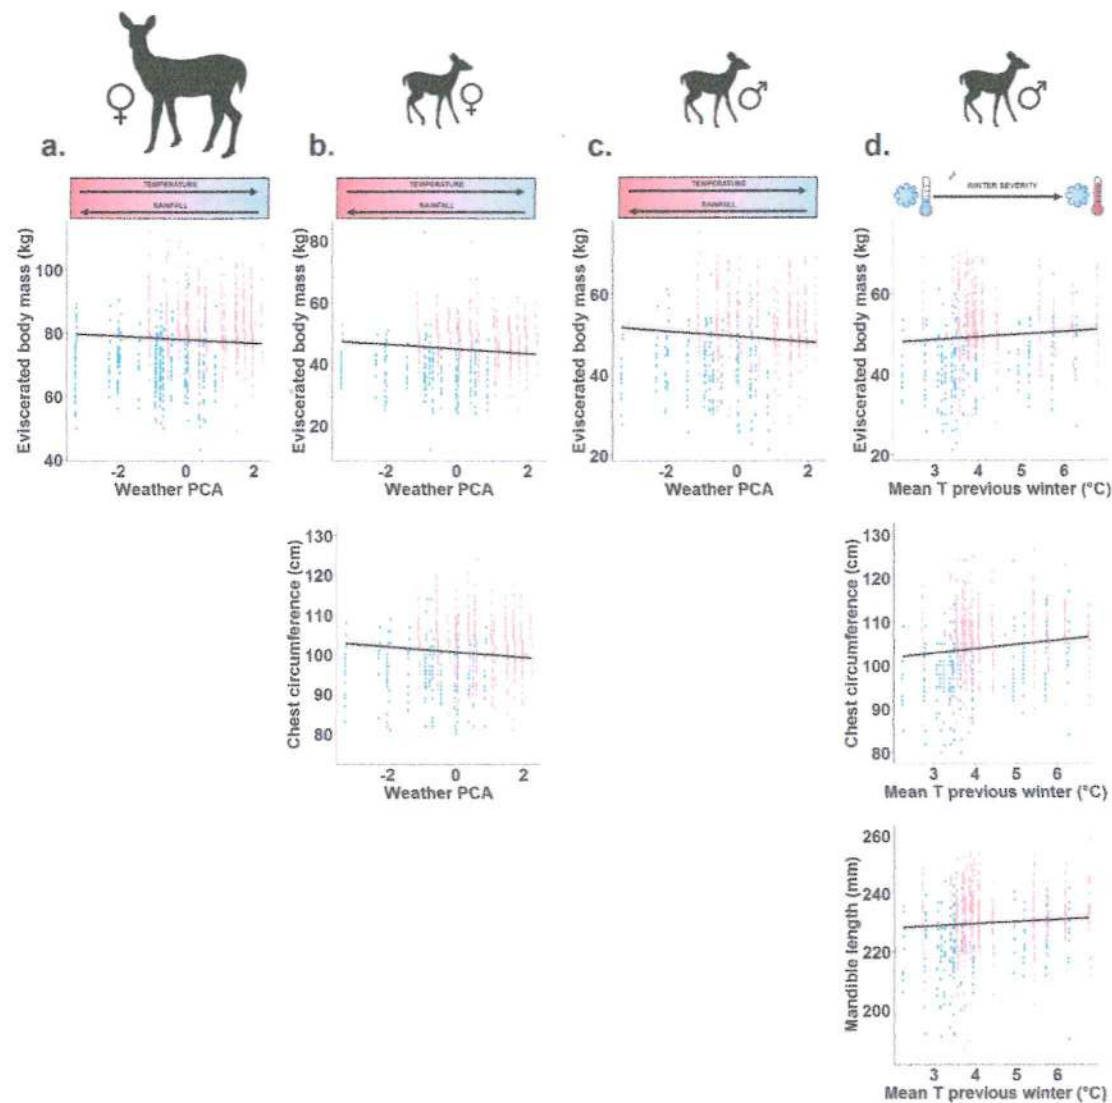 a.
b.
c.
d.
TEMPERATURE
RAINFALL
TEMPERATURE
RAINFALL
TEMPERATURE
RAINFALL
WINTER SEVERITY
Eviscerated body mass (kg)
100
80
60
40
-2 0 2
Weather PCA
Eviscerated body mass (kg)
80
60
40
20
-2 0 2
Weather PCA
Eviscerated body mass (kg)
60
40
20
-2 0 2
Weather PCA
Eviscerated body mass (kg)
60
40
20
3 4 5 6
Mean T previous winter (°C)
Chest circumference (cm)
130
120
110
100
90
80
-2 0 2
Weather PCA
Chest circumference (cm)
130
120
110
100
90
80
3 4 5 6
Mean T previous winter (°C)
Mandible length (mm)
260
240
220
200
3 4 5 6
Mean T previous winter (°C)